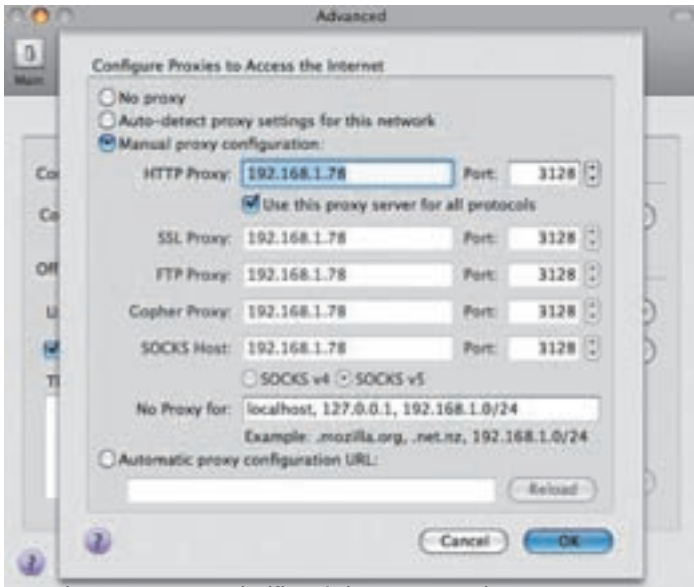 Advanced
Main
Configure Proxies to Access the Internet
No proxy
Auto-detect proxy settings for this network
Manual proxy configuration:
HTTP Proxy: 192.168.1.78 Port: 3128
Use this proxy server for all protocols
SSL Proxy: 192.168.1.78 Port: 3128
FTP Proxy: 192.168.1.78 Port: 3128
Gopher Proxy: 192.168.1.78 Port: 3128
SOCKS Host: 192.168.1.78 Port: 3128
SOCKS v4 SOCKS v5
No Proxy for: localhost, 127.0.0.1, 192.168.1.0/24
Example: .mozilla.org, .net.nz, 192.168.1.0/24
Automatic proxy configuration URL:
Reload
? Cancel OK
?